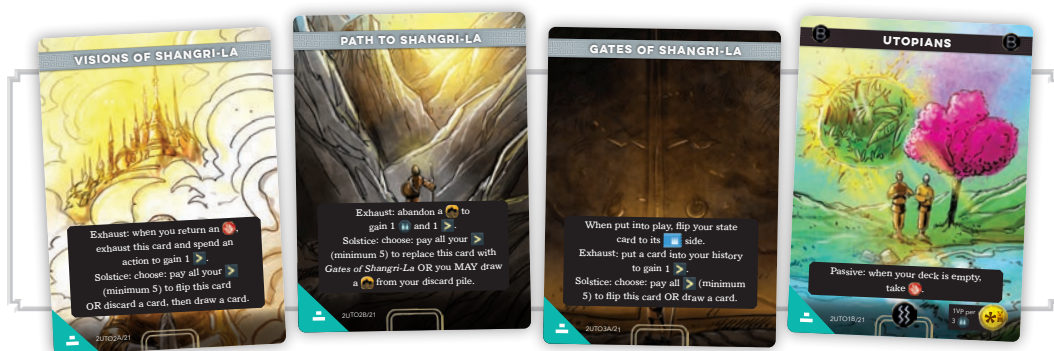 VISIONS OF SHANGRI-LA
Exhaust: when you return an ,
exhaust this card and spend an
action to gain 1 .
Solstice: choose: pay all your
(minimum 5) to flip this card
OR discard a card, then draw a card.
2UTO2A/21
PATH TO SHANGRI-LA
Exhaust: abandon a to
gain 1 and 1 .
Solstice: choose: pay all your
(minimum 5) to replace this card with
Gates of Shangri-La OR you MAY draw
a from your discard pile.
2UTO2B/21
GATES OF SHANGRI-LA
When put into play, flip your state
card to its side.
Exhaust: put a card into your history
to gain 1 .
Solstice: choose: pay all (minimum
5) to flip this card OR draw a card.
2UTO3A/21
B
UTOPIANS
B
Passive: when your deck is empty,
take .
2UTO1B/21
1VP per
3